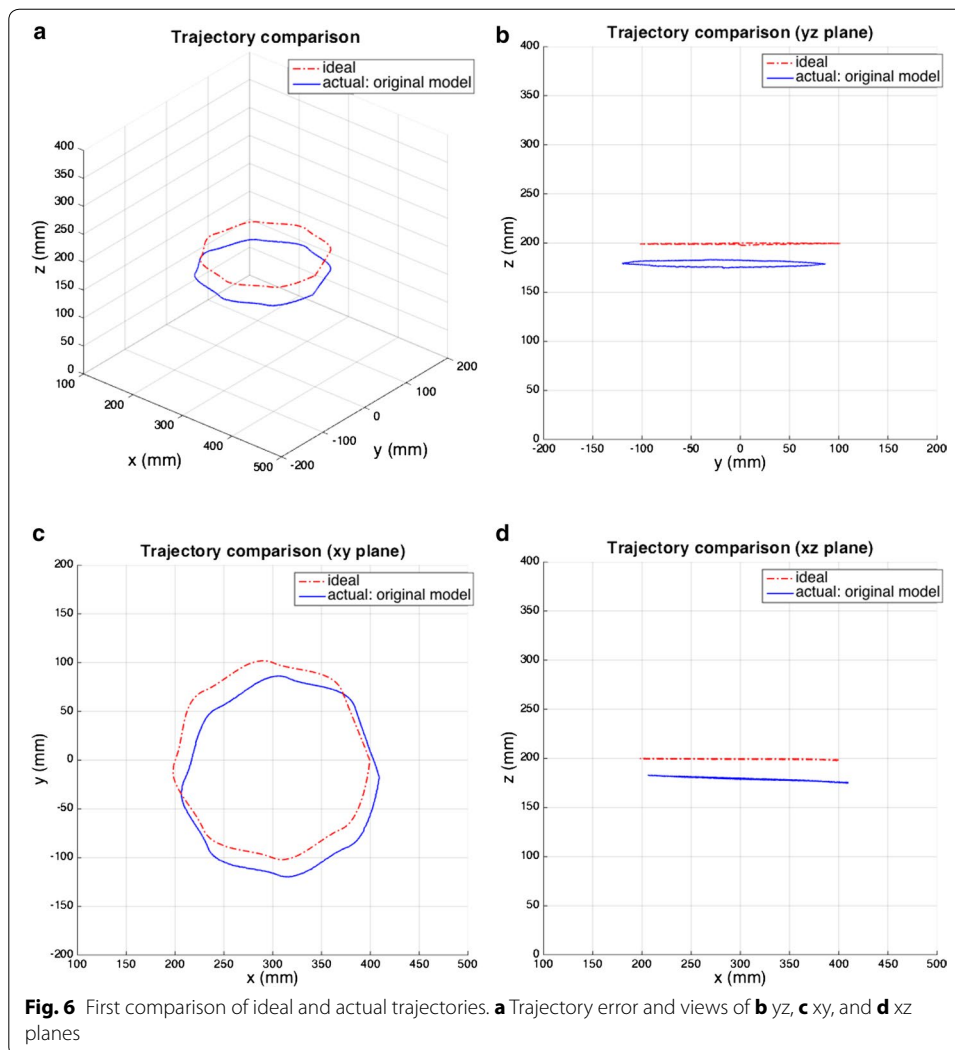 a
Trajectory comparison
ideal
actual: original model
400
350
300
250
200
150
100
50
0
z (mm)
100
200
300
400
500
x (mm)
-200
-100
0
100
200
y (mm)
b
Trajectory comparison (yz plane)
ideal
actual: original model
400
350
300
250
200
150
100
50
0
z (mm)
-200 -150 -100 -50 0 50 100 150 200
y (mm)
c
Trajectory comparison (xy plane)
ideal
actual: original model
200
150
100
50
0
-50
-100
-150
-200
y (mm)
100 150 200 250 300 350 400 450 500
x (mm)
d
Trajectory comparison (xz plane)
ideal
actual: original model
400
350
300
250
200
150
100
50
0
z (mm)
100 150 200 250 300 350 400 450 500
x (mm)
Fig. 6 First comparison of ideal and actual trajectories. a Trajectory error and views of b yz, c xy, and d xz
planes